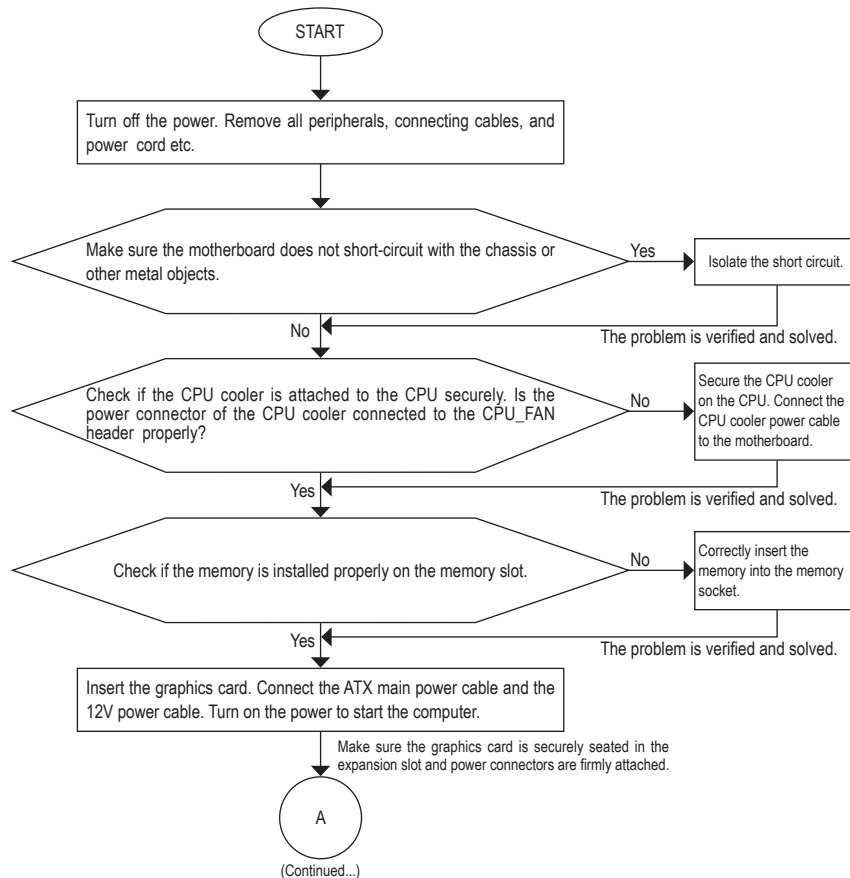 START
Turn off the power. Remove all peripherals, connecting cables, and
power cord etc.
Make sure the motherboard does not short-circuit with the chassis or
other metal objects.
Yes
Isolate the short circuit.
No
The problem is verified and solved.
Check if the CPU cooler is attached to the CPU securely. Is the
power connector of the CPU cooler connected to the CPU_FAN
header properly?
No
Secure the CPU cooler
on the CPU. Connect the
CPU cooler power cable
to the motherboard.
Yes
The problem is verified and solved.
Check if the memory is installed properly on the memory slot.
No
Correctly insert the
memory into the memory
socket.
Yes
The problem is verified and solved.
Insert the graphics card. Connect the ATX main power cable and the
12V power cable. Turn on the power to start the computer.
Make sure the graphics card is securely seated in the
expansion slot and power connectors are firmly attached.
A
(Continued...)